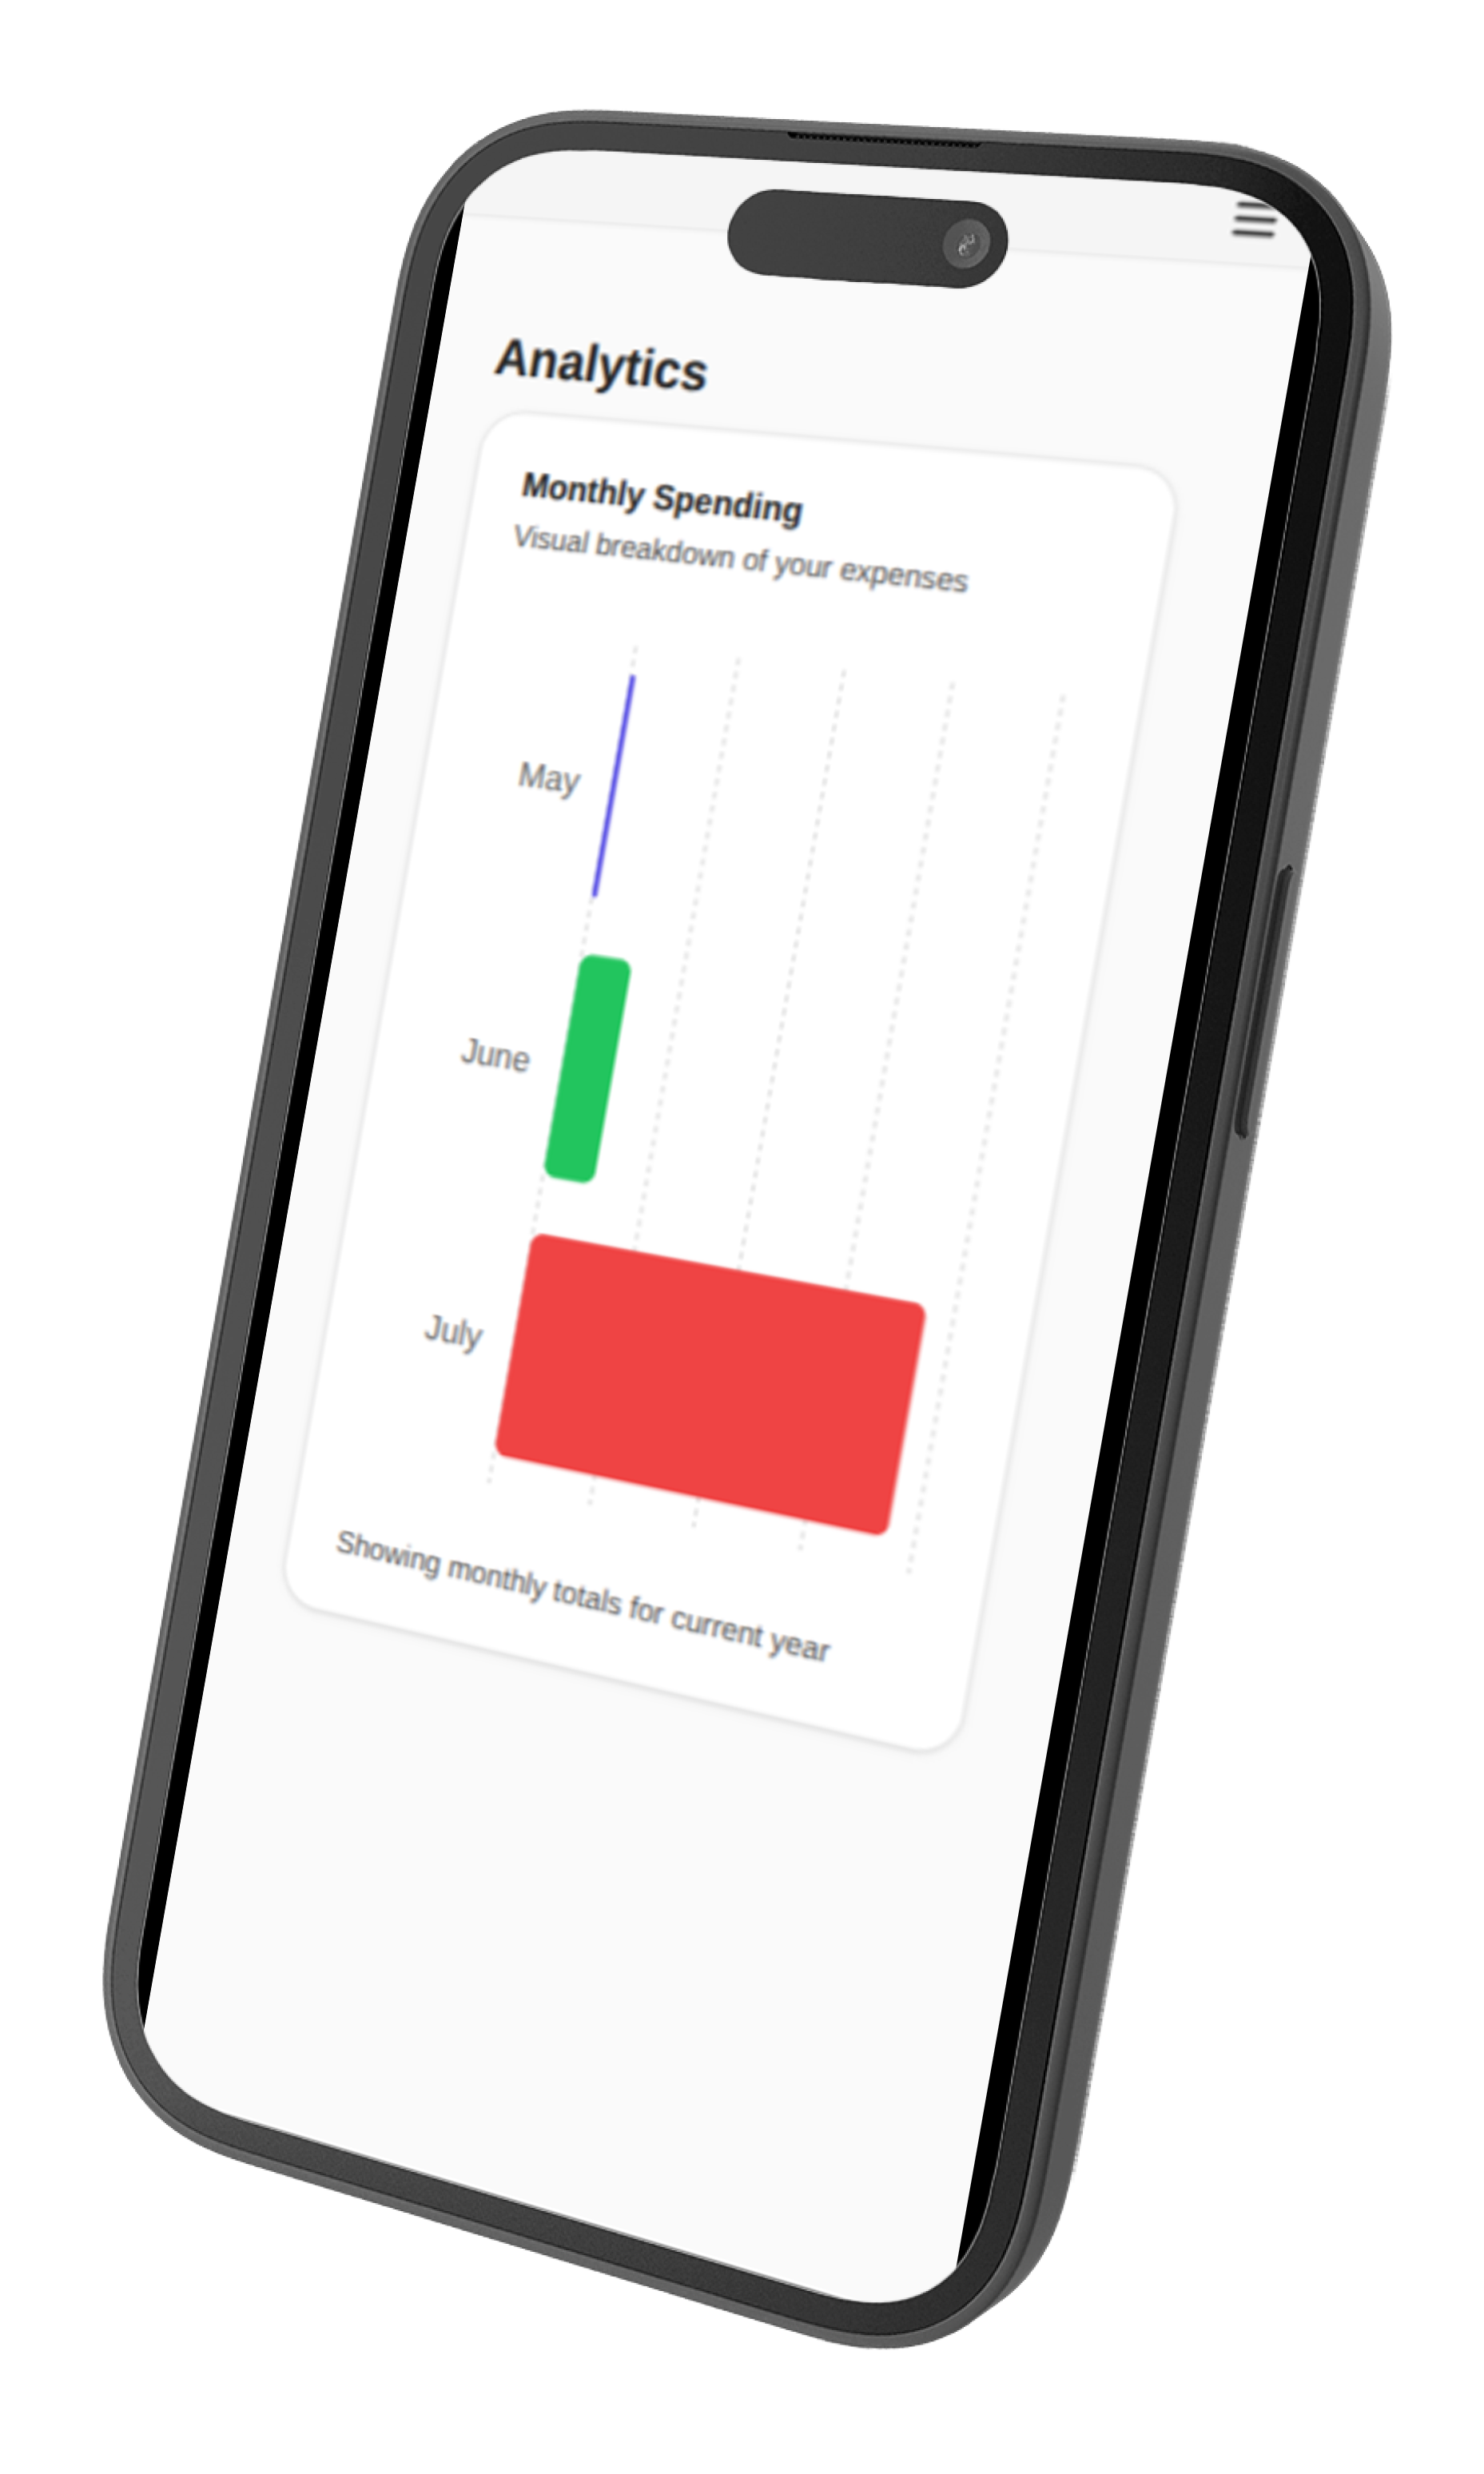 Analytics
Monthly Spending
Visual breakdown of your expenses
May
June
July
Showing monthly totals for current year